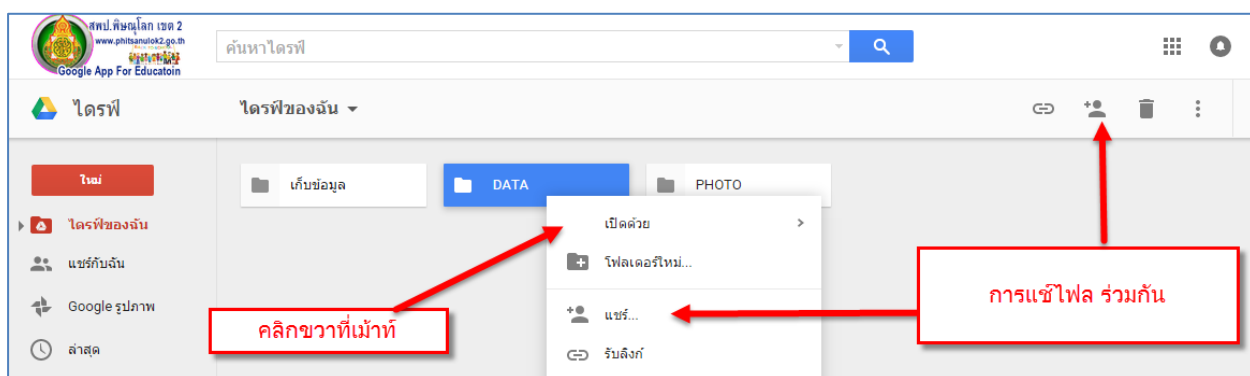 สพป.พิษณุโลก เขต 2
www.phitsanulok2.go.th
Google App For Educatoin
ค้นหาไดรฟ์
ไดรฟ์
ไดรฟ์ของฉัน
ใหม่
เก็บข้อมูล
DATA
PHOTO
ไดรฟ์ของฉัน
เปิดด้วย
แชร์กับฉัน
โฟลเดอร์ใหม่...
การแช้ไฟล ร่วมกัน
Google รูปภาพ
แชร์...
คลิกขวาที่เม้าท์
ล่าสุด
รับลิงก์